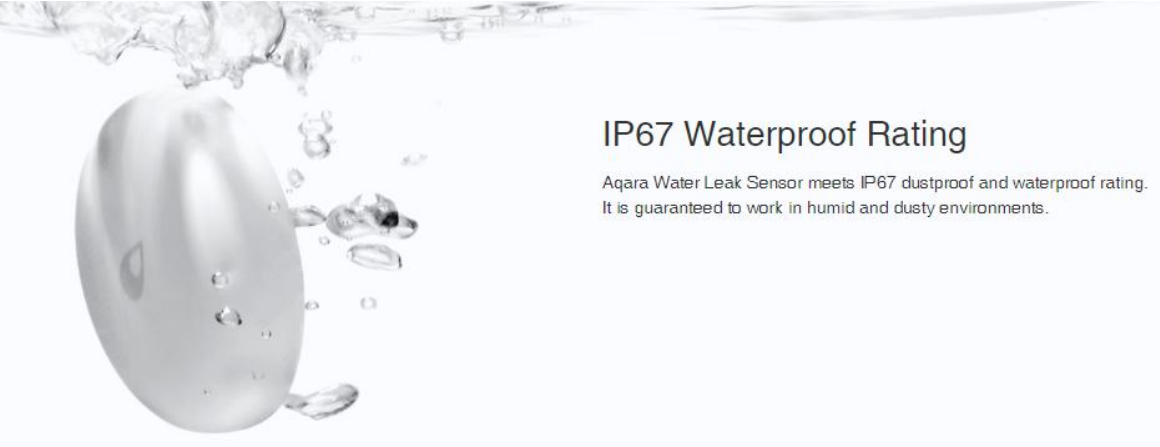 IP67 Waterproof Rating
Aqara Water Leak Sensor meets IP67 dustproof and waterproof rating.
It is guaranteed to work in humid and dusty environments.